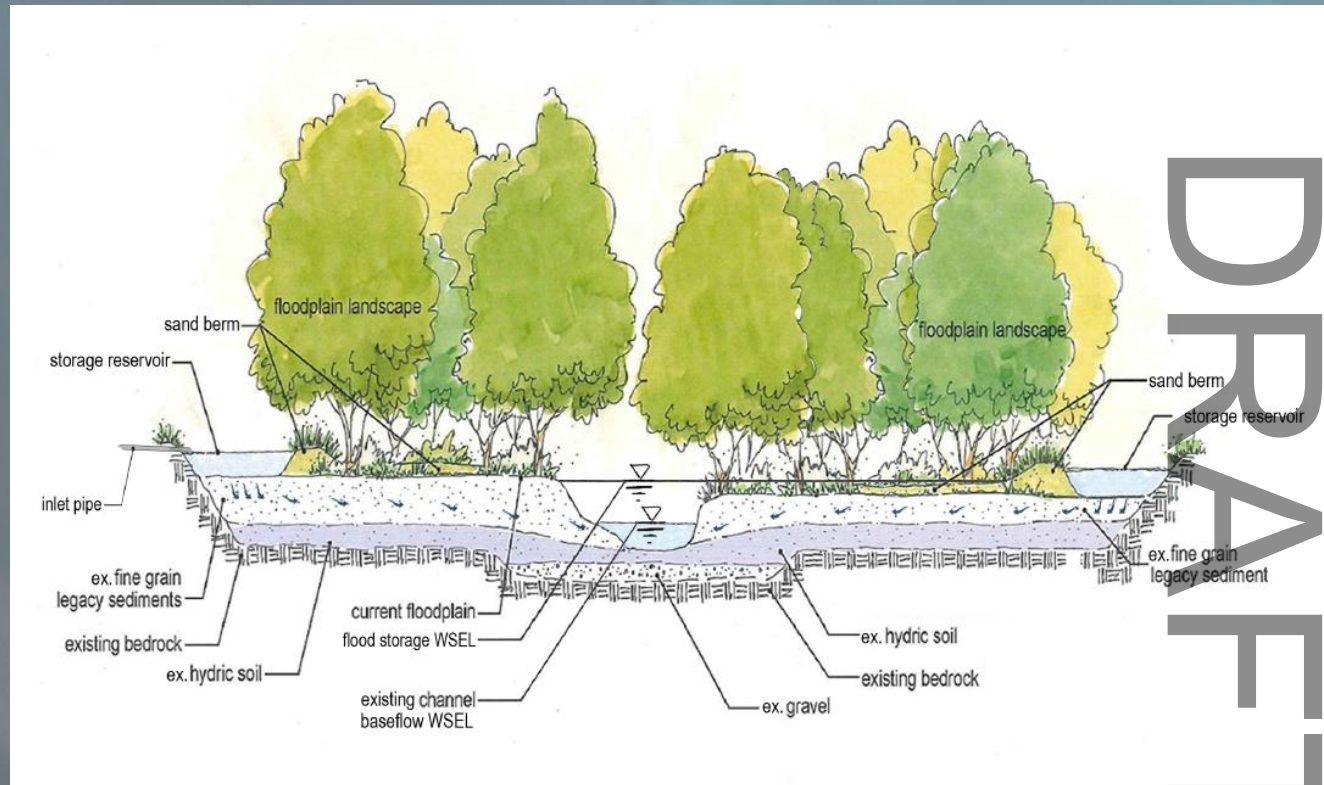 floodplain landscape
sand berm
storage reservoir
inlet pipe
ex. fine grain
legacy sediments
existing bedrock
ex. hydric soil
current floodplain
flood storage WSEL
existing channel
baseflow WSEL
floodplain landscape
sand berm
storage reservoir
ex. fine grain
legacy sediment
ex. hydric soil
existing bedrock
ex. gravel
DRAFT